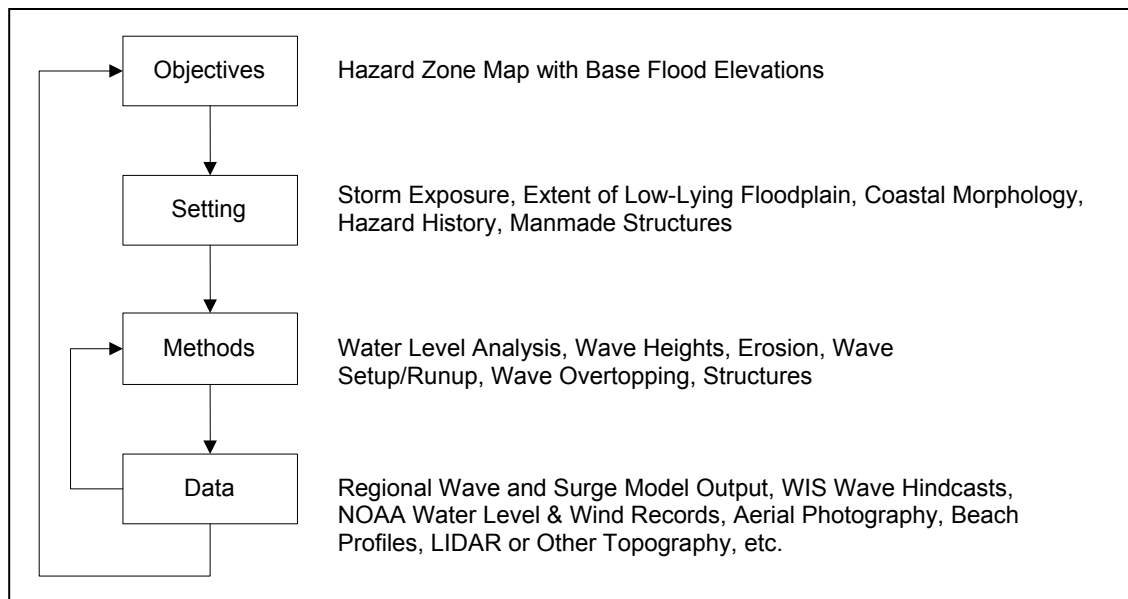 Objectives
Hazard Zone Map with Base Flood Elevations
Setting
Storm Exposure, Extent of Low-Lying Floodplain, Coastal Morphology,
Hazard History, Manmade Structures
Methods
Water Level Analysis, Wave Heights, Erosion, Wave
Setup/Runup, Wave Overtopping, Structures
Data
Regional Wave and Surge Model Output, WIS Wave Hindcasts,
NOAA Water Level & Wind Records, Aerial Photography, Beach
Profiles, LIDAR or Other Topography, etc.